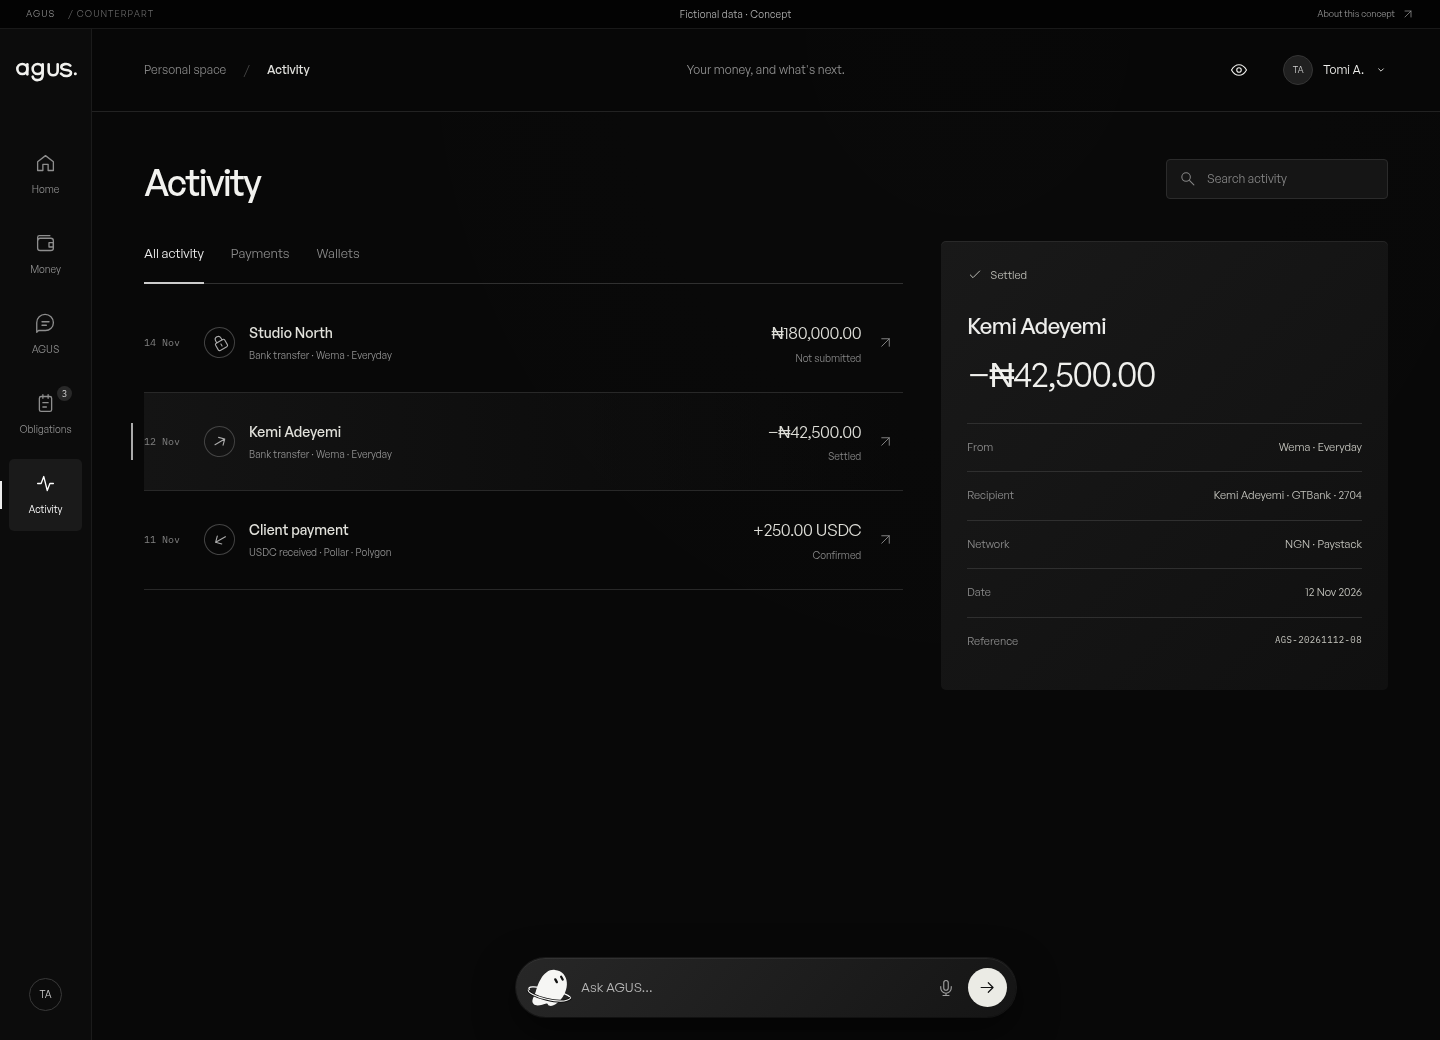 AGUS / COUNTERPART
Fictional data · Concept
About this concept
agus.
Personal space / Activity
Your money, and what's next.
TA
Tomi A.
Home
Money
AGUS
3
Obligations
Activity
TA
Activity
Search activity
All activity
Payments
Wallets
14 Nov
Studio North
Bank transfer · Wema · Everyday
₦180,000.00
Not submitted
12 Nov
Kemi Adeyemi
Bank transfer · Wema · Everyday
−₦42,500.00
Settled
11 Nov
Client payment
USDC received · Pollar · Polygon
+250.00 USDC
Confirmed
Settled
Kemi Adeyemi
−₦42,500.00
From
Wema · Everyday
Recipient
Kemi Adeyemi · GTBank · 2704
Network
NGN · Paystack
Date
12 Nov 2026
Reference
AGS-20261112-08
Ask AGUS...